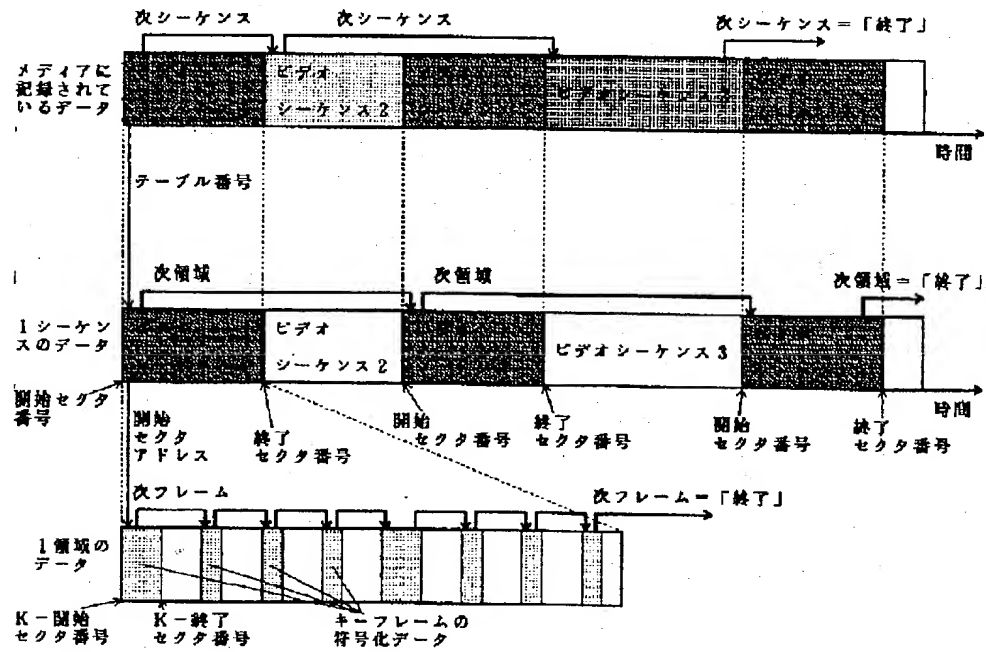 次シーケンス
次シーケンス
次シーケンス＝「終了」
メディアに
記録されて
いるデータ
ビデオ
シーケンス2
時間
テーブル番号
次領域
次領域
次領域＝「終了」
1シーケン
スのデータ
ビデオ
シーケンス2
ビデオシーケンス3
開始セクタ
番号
時間
開始
セクタ
アドレス
終了
セクタ番号
開始
セクタ番号
終了
セクタ番号
開始
セクタ番号
終了
セクタ番号
次フレーム
次フレーム＝「終了」
1領域の
データ
K－開始
セクタ番号
K－終了
セクタ番号
キーフレームの
符号化データ